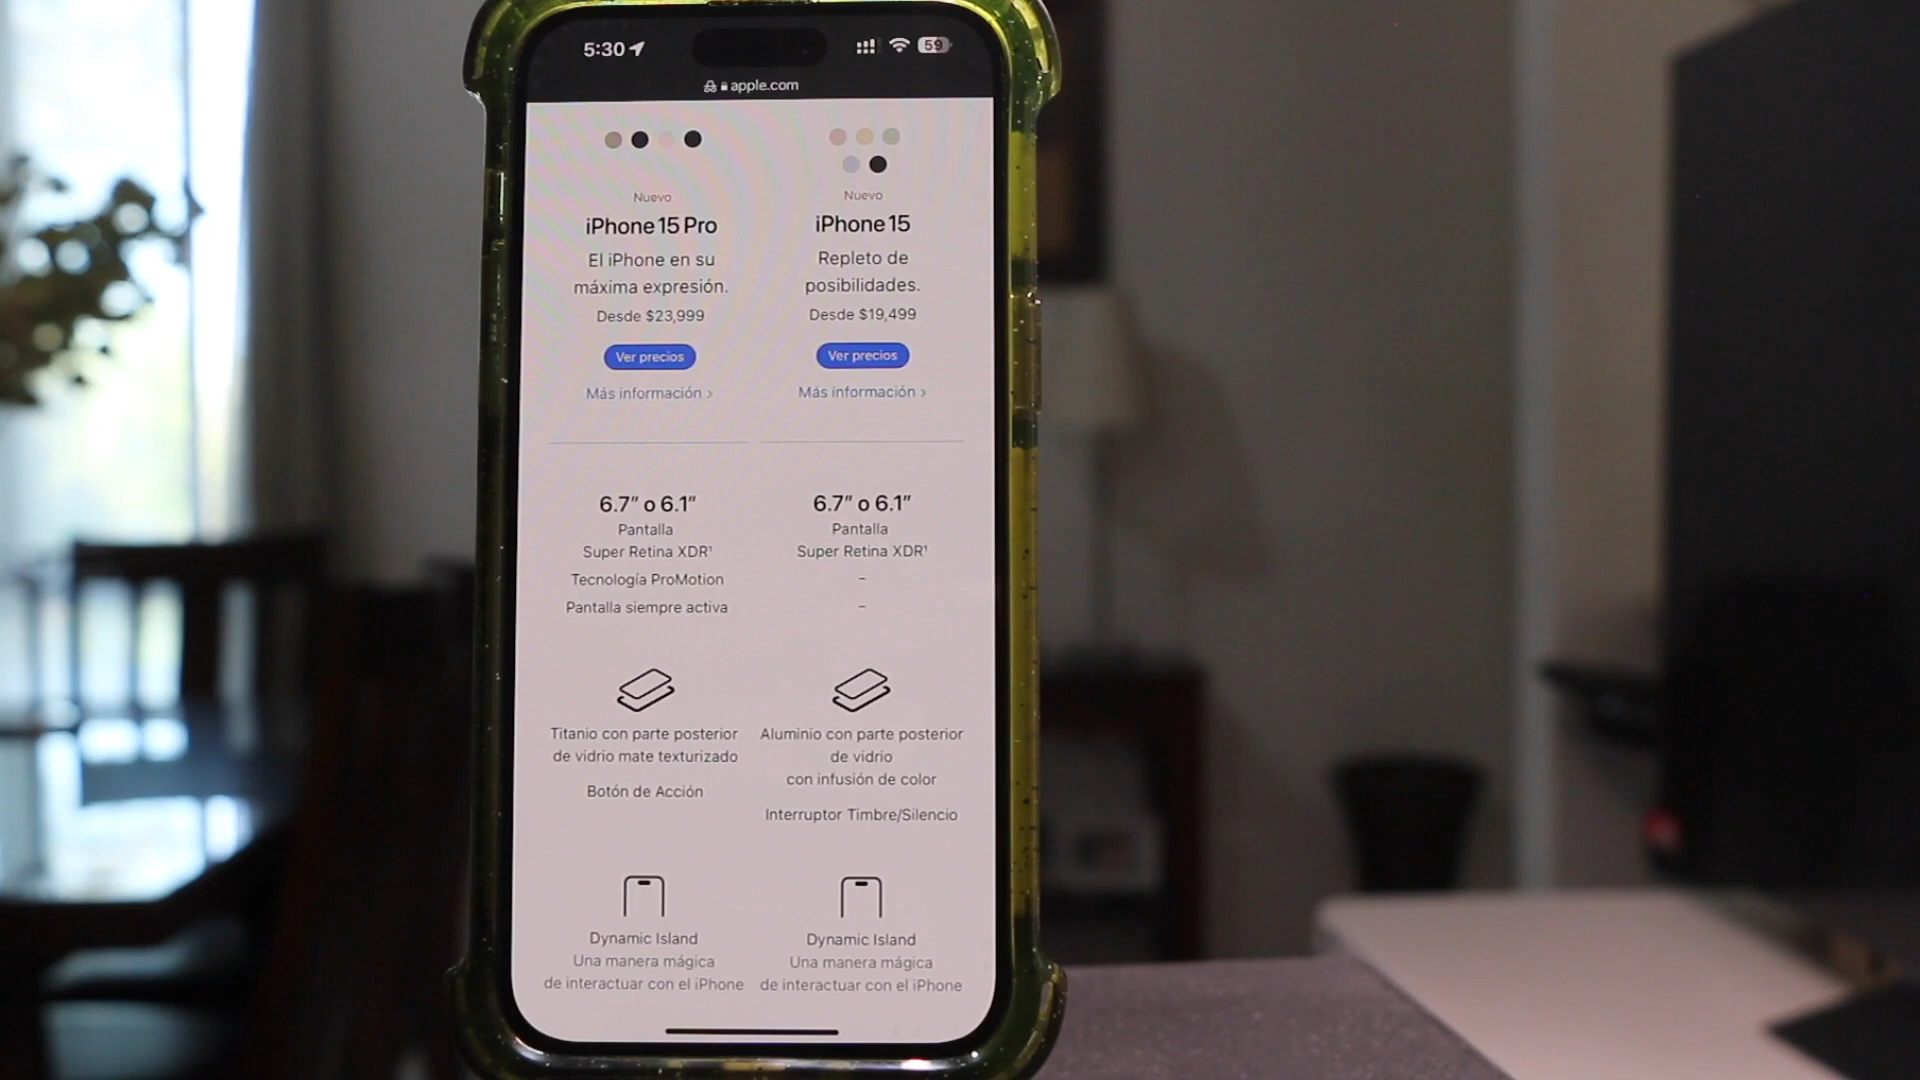 5:30
59
apple.com
Nuevo
iPhone 15 Pro
El iPhone en su
máxima expresión.
Desde $23,999
Ver precios
Más información >
Nuevo
iPhone 15
Repleto de
posibilidades.
Desde $19,499
Ver precios
Más información >
6.7” o 6.1”
Pantalla
Super Retina XDR¹
Tecnología ProMotion
Pantalla siempre activa
6.7” o 6.1”
Pantalla
Super Retina XDR¹
–
–
Titanio con parte posterior
de vidrio mate texturizado
Botón de Acción
Aluminio con parte posterior
de vidrio
con infusión de color
Interruptor Timbre/Silencio
Dynamic Island
Una manera mágica
de interactuar con el iPhone
Dynamic Island
Una manera mágica
de interactuar con el iPhone